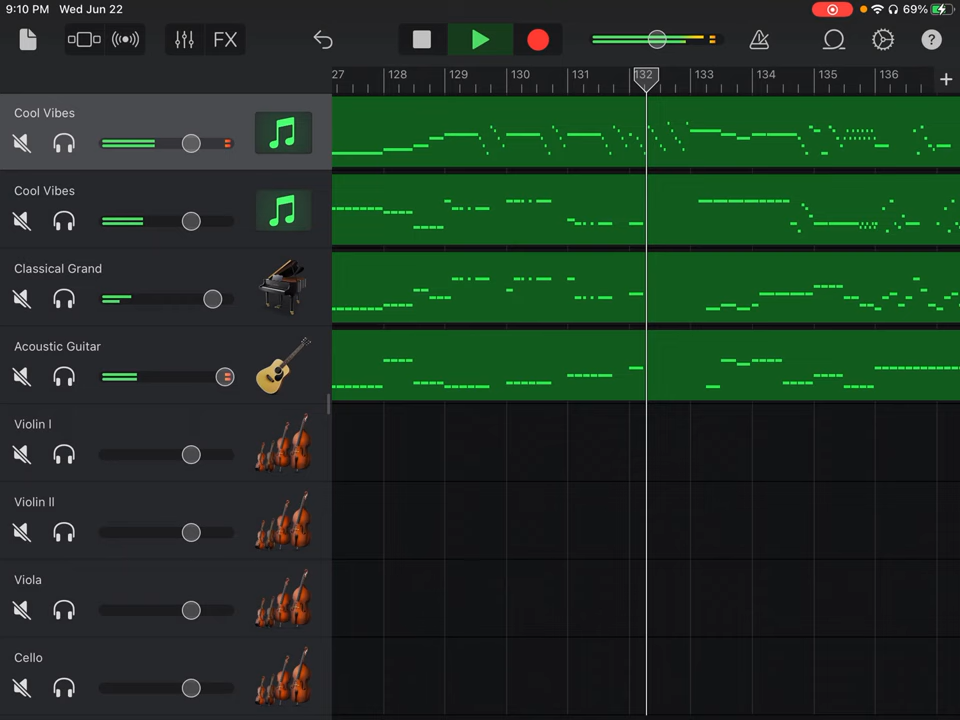 9:10 PM Wed Jun 22 69%
FX
?
27 128 129 130 131 132 133 134 135 136 +
Cool Vibes
Cool Vibes
Classical Grand
Acoustic Guitar
Violin I
Violin II
Viola
Cello